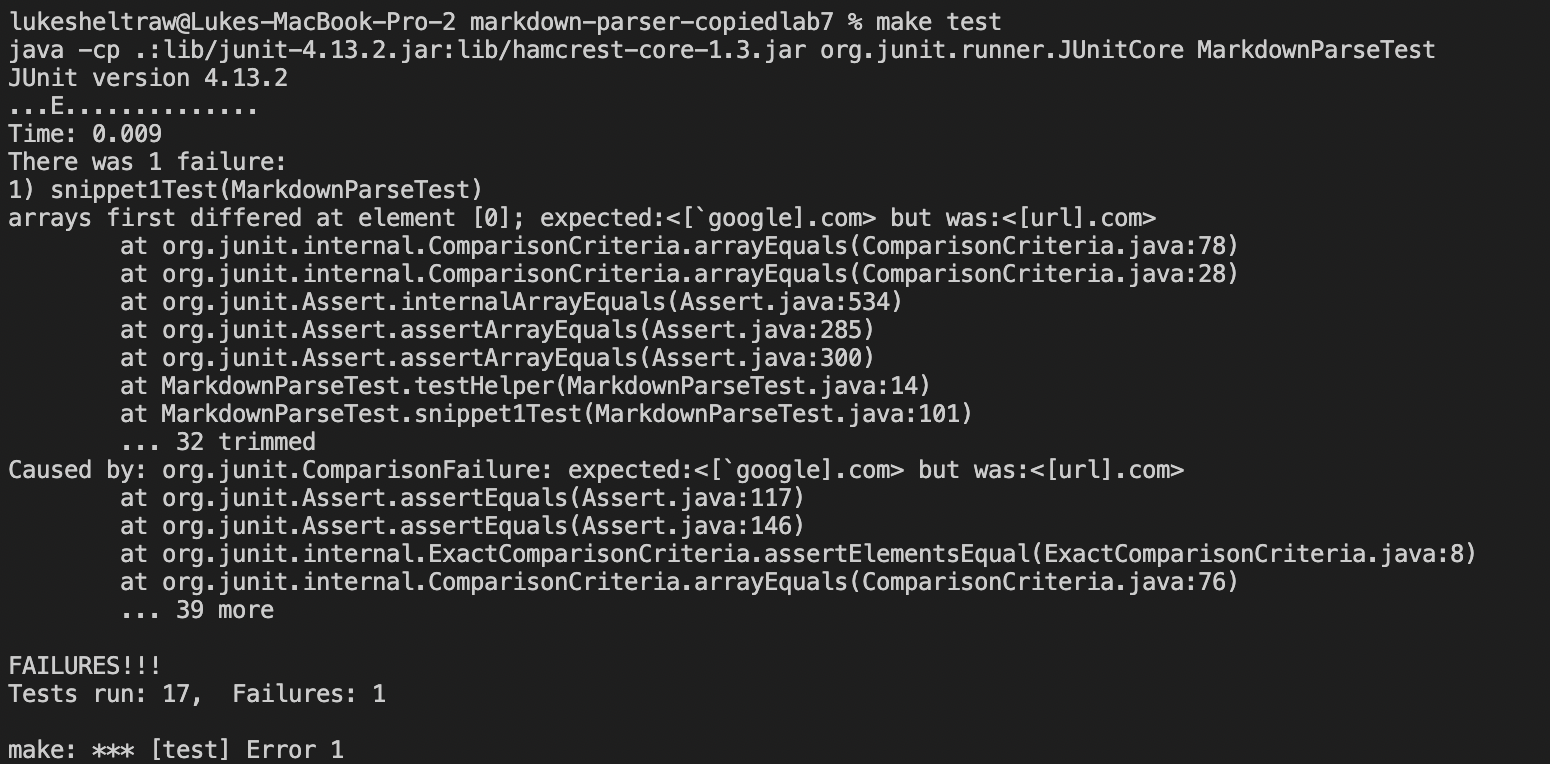 lukesheltraw@Lukes-MacBook-Pro-2 markdown-parser-copiedlab7 % make test
java -cp .:lib/junit-4.13.2.jar:lib/hamcrest-core-1.3.jar org.junit.runner.JUnitCore MarkdownParseTest
JUnit version 4.13.2
...E..............
Time: 0.009
There was 1 failure:
1) snippet1Test(MarkdownParseTest)
arrays first differed at element [0]; expected:<[`google].com> but was:<[url].com>
        at org.junit.internal.ComparisonCriteria.arrayEquals(ComparisonCriteria.java:78)
        at org.junit.internal.ComparisonCriteria.arrayEquals(ComparisonCriteria.java:28)
        at org.junit.Assert.internalArrayEquals(Assert.java:534)
        at org.junit.Assert.assertArrayEquals(Assert.java:285)
        at org.junit.Assert.assertArrayEquals(Assert.java:300)
        at MarkdownParseTest.testHelper(MarkdownParseTest.java:14)
        at MarkdownParseTest.snippet1Test(MarkdownParseTest.java:101)
        ... 32 trimmed
Caused by: org.junit.ComparisonFailure: expected:<[`google].com> but was:<[url].com>
        at org.junit.Assert.assertEquals(Assert.java:117)
        at org.junit.Assert.assertEquals(Assert.java:146)
        at org.junit.internal.ExactComparisonCriteria.assertElementsEqual(ExactComparisonCriteria.java:8)
        at org.junit.internal.ComparisonCriteria.arrayEquals(ComparisonCriteria.java:76)
        ... 39 more

FAILURES!!!
Tests run: 17,  Failures: 1

make: *** [test] Error 1